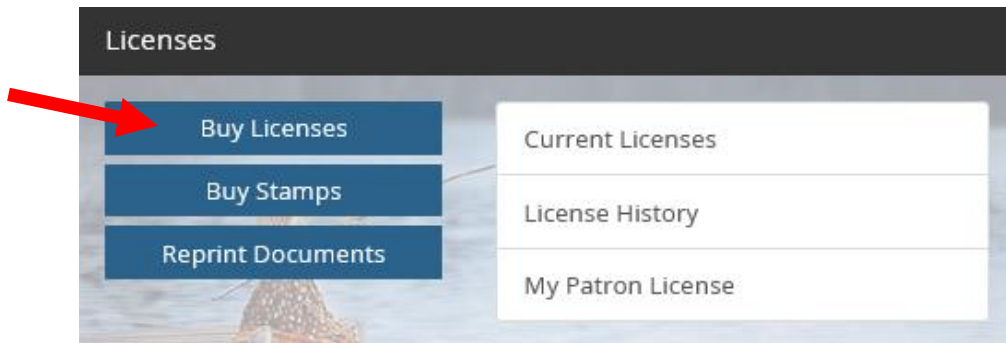 Licenses
Buy Licenses
Buy Stamps
Reprint Documents
Current Licenses
License History
My Patron License